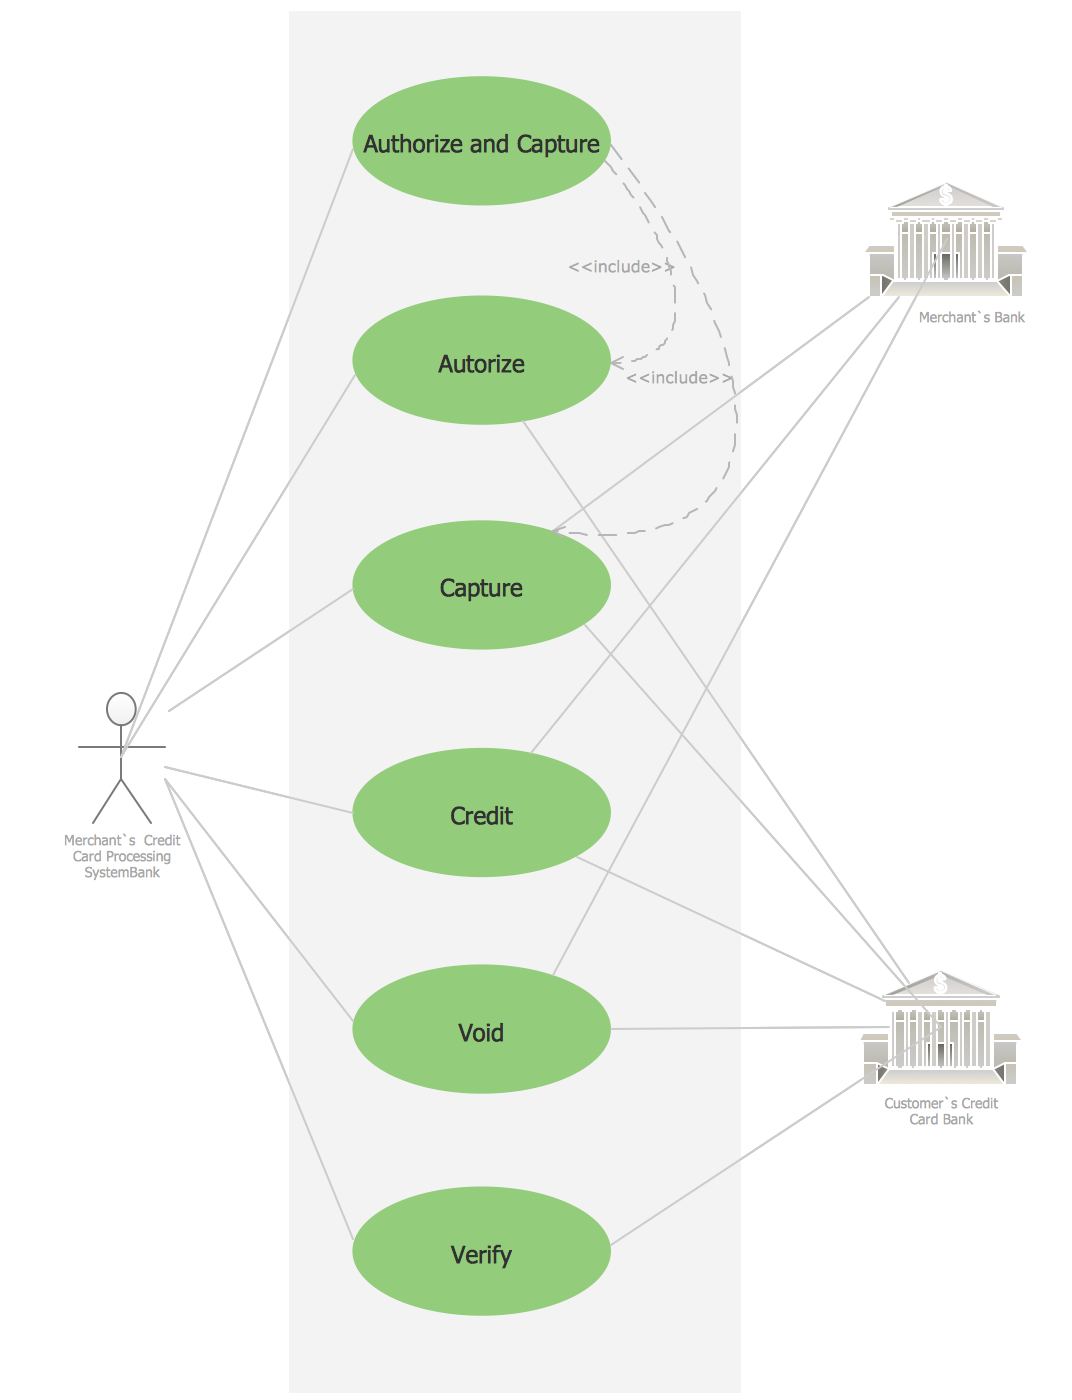 Authorize and Capture
<<include>>
Merchant`s Bank
Autorize
<<include>>
Capture
Credit
Merchant`s  Credit
Card Processing
SystemBank
Void
$
$
Customer`s Credit
Card Bank
Verify